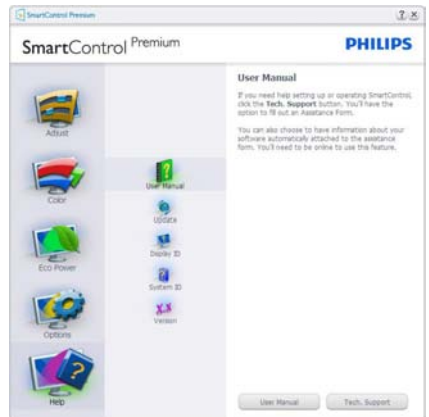 SmartControl Premium
SmartControl Premium
PHILIPS
Adjust
Color
Eco Power
Options
Help
User Manual
Update
Display ID
System ID
Version
User Manual
If you need help setting up or operating SmartControl,
click the Tech. Support button. You'll have the
option to fill out an Assistance Form.
You can also choose to have information about your
software automatically attached to the assistance
form. You'll need to be online to use this feature.
User Manual
Tech. Support